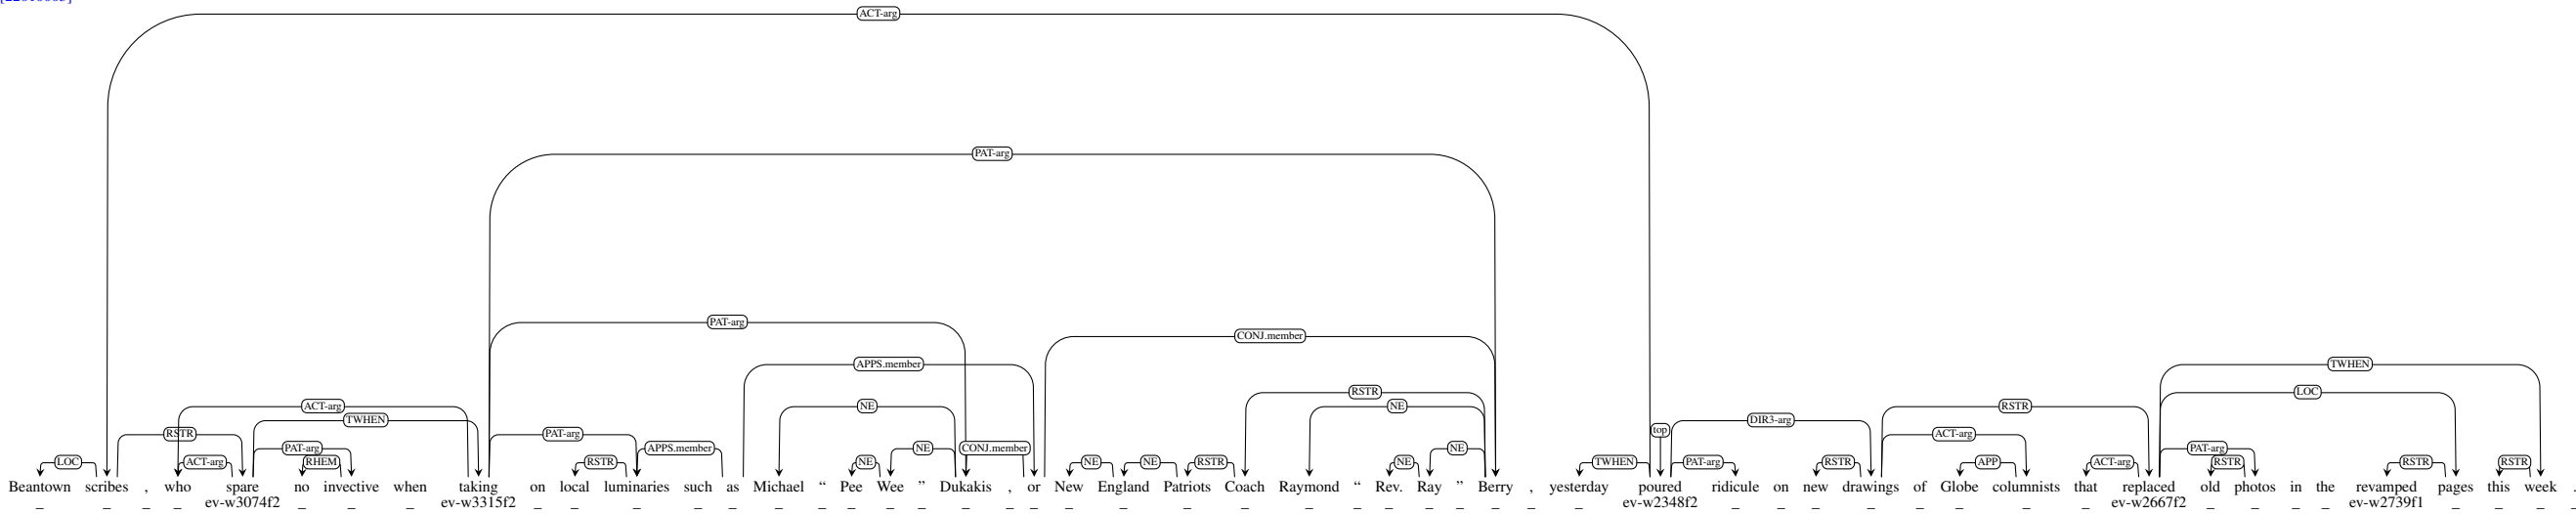 ACT-arg
PAT-arg
PAT-arg
CONJ.member
APPS.member TWHEN
RSTR LOC
ACT-arg NE NE RSTR
TWHEN DIR3-arg
RSTR PAT-arg top ACT-arg
PAT-arg APPS.member NE CONJ.member NE PAT-arg
LOC ACT-arg RHEM RSTR NE NE NE RSTR NE TWHEN PAT-arg RSTR APP ACT-arg RSTR RSTR RSTR
Beantown scribes , who spare no invective when taking on local luminaries such as Michael “ Pee Wee ” Dukakis , or New England Patriots Coach Raymond “ Rev. Ray ” Berry , yesterday poured ridicule on new drawings of Globe columnists that replaced old photos in the revamped pages this week .
_ _ _ _ ev-w3074f2 _ _ _ ev-w3315f2 _ _ _ _ _ _ _ _ _ _ _ _ _ _ _ _ _ _ _ _ _ _ _ _ _ ev-w2348f2 _ _ _ _ _ _ _ _ ev-w2667f2 _ _ _ _ ev-w2739f1 _ _ _